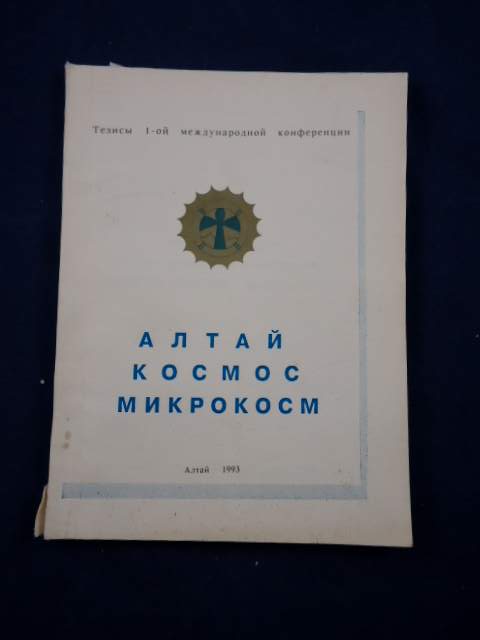 Тезисы 1-ой международной конференции
АЛТАЙ
КОСМОС
МИКРОКОСМ
Алтай 1993